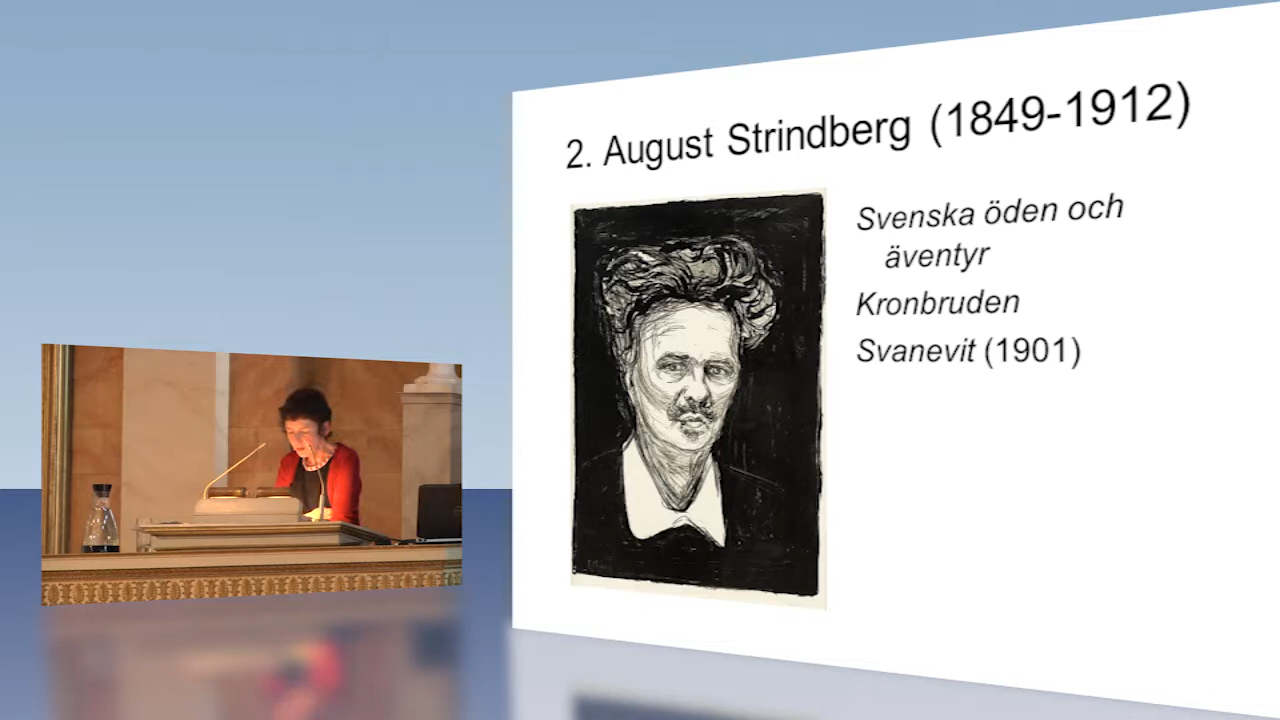 2. August Strindberg (1849-1912)
Svenska öden och
äventyr
Kronbruden
Svanevit (1901)